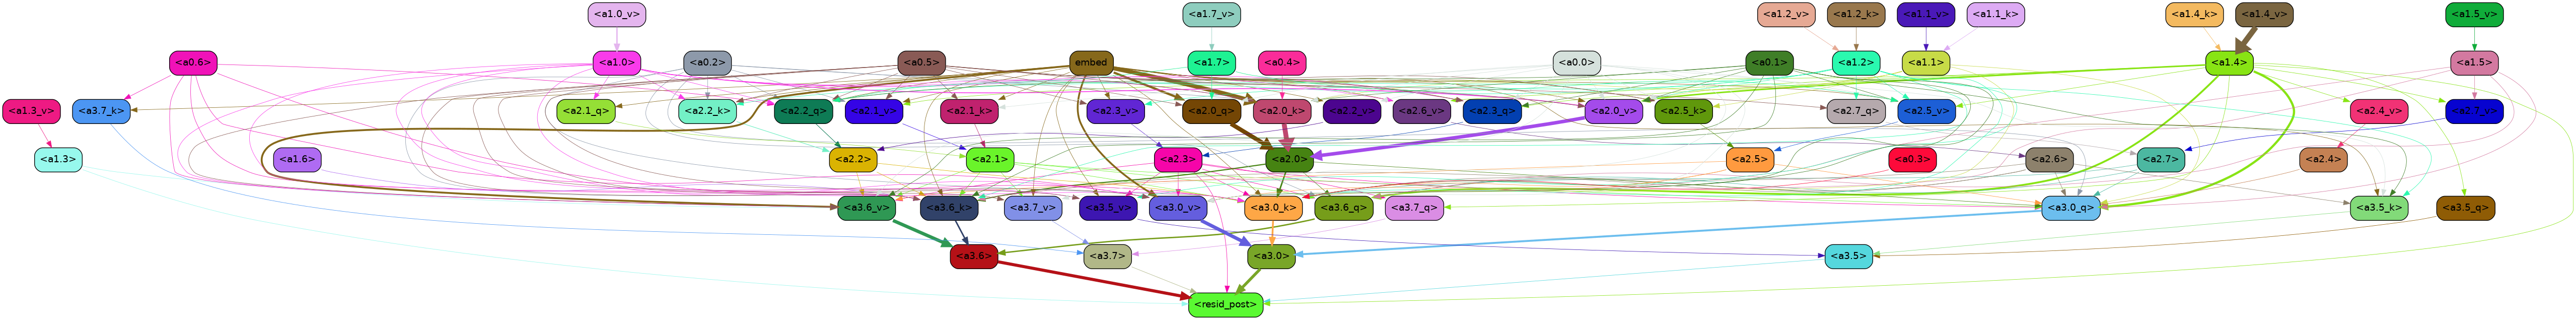 <a1.0_v> <a1.7_v> <a1.2_v> <a1.2_k> <a1.1_v> <a1.1_k> <a1.4_k> <a1.4_v> <a1.5_v>
<a0.6> <a1.0> <a0.2> <a0.5> embed <a1.7> <a0.4> <a0.0> <a0.1> <a1.2> <a1.1> <a1.4> <a1.5>
<a1.3_v> <a3.7_k> <a2.1_q> <a2.2_k> <a2.2_q> <a2.1_v> <a2.1_k> <a2.3_v> <a2.0_q> <a2.0_k> <a2.2_v> <a2.6_v> <a2.3_q> <a2.0_v> <a2.5_k> <a2.7_q> <a2.5_v> <a2.4_v> <a2.7_v>
<a1.3> <a1.6> <a2.2> <a2.1> <a2.3> <a2.0> <a2.5> <a0.3> <a2.6> <a2.7> <a2.4>
<a3.6_v> <a3.6_k> <a3.7_v> <a3.5_v> <a3.0_v> <a3.0_k> <a3.6_q> <a3.7_q> <a3.0_q> <a3.5_k> <a3.5_q>
<a3.6> <a3.7> <a3.0> <a3.5>
<resid_post>